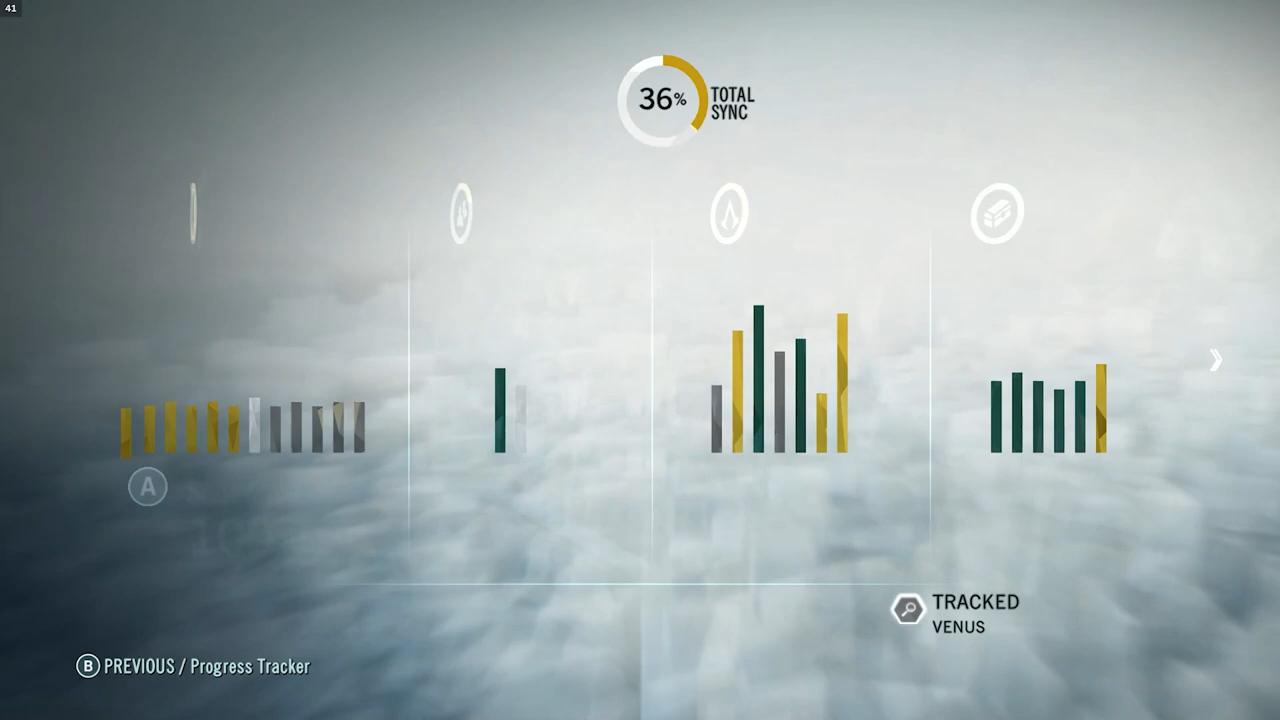 41
36%
TOTAL
SYNC
A
TRACKED
VENUS
B PREVIOUS / Progress Tracker